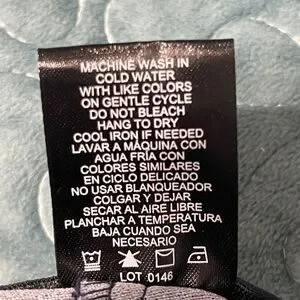 MACHINE WASH IN
COLD WATER
WITH LIKE COLORS
ON GENTLE CYCLE
DO NOT BLEACH
HANG TO DRY
COOL IRON IF NEEDED
LAVAR A MÁQUINA CON
AGUA FRÍA CON
COLORES SIMILARES
EN CICLO DELICADO
NO USAR BLANQUEADOR
COLGAR Y DEJAR
SECAR AL AIRE LIBRE
PLANCHAR A TEMPERATURA
BAJA CUANDO SEA
NECESARIO
LOT 0146